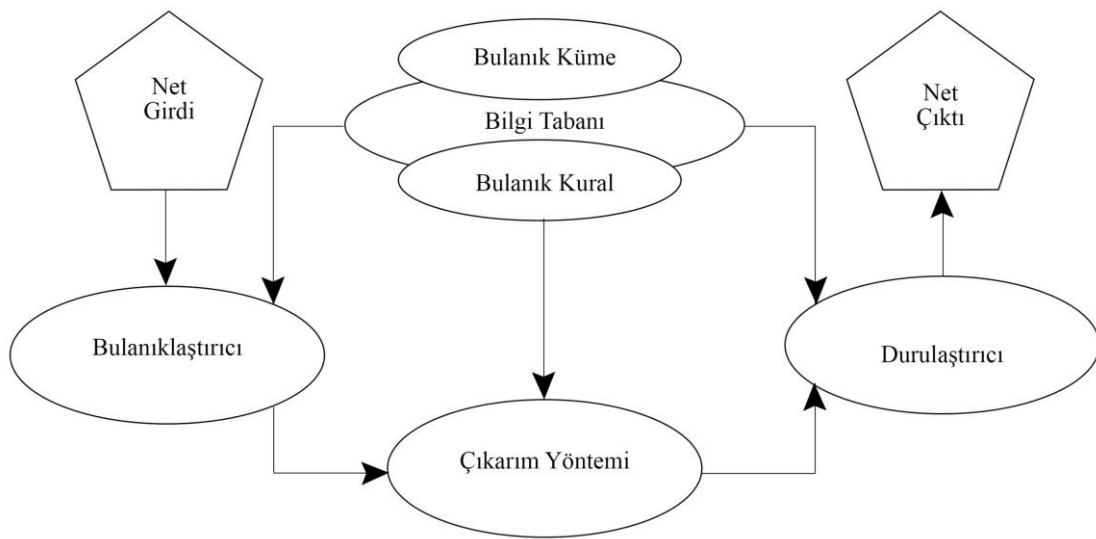 Net
Girdi
Bulanık Küme
Bilgi Tabanı
Bulanık Kural
Net
Çıktı
Bulanıklaştırıcı
Durulaştırıcı
Çıkarım Yöntemi